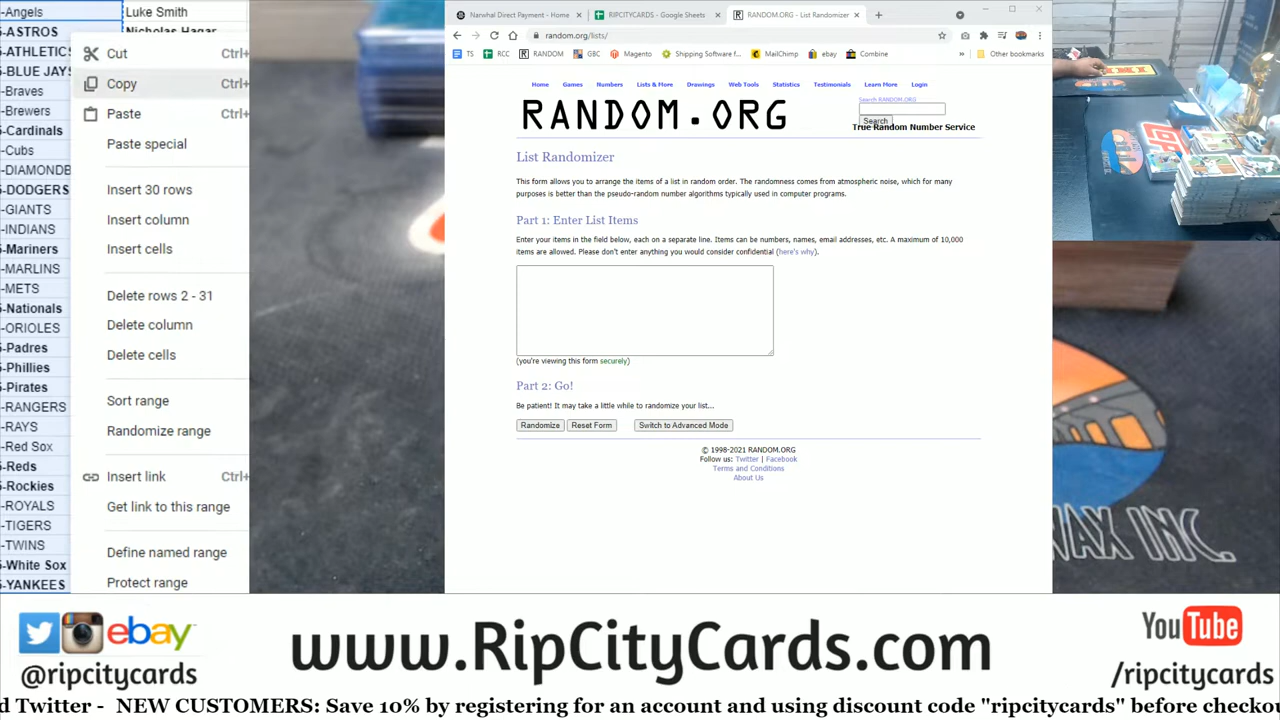 -Angels
Luke Smith
-ASTROS
Nicholas Hagar
-ATHLETICS
-BLUE JAYS
-Braves
-Brewers
-Cardinals
-Cubs
-DIAMONDB
-DODGERS
-GIANTS
-INDIANS
-Mariners
-MARLINS
-METS
-Nationals
-ORIOLES
-Padres
-Phillies
-Pirates
-RANGERS
-RAYS
-Red Sox
-Reds
-Rockies
-ROYALS
-TIGERS
-TWINS
-White Sox
-YANKEES
Cut Ctrl+
Copy Ctrl+
Paste Ctrl+
Paste special
Insert 30 rows
Insert column
Insert cells
Delete rows 2 - 31
Delete column
Delete cells
Sort range
Randomize range
Insert link Ctrl+
Get link to this range
Define named range
Protect range
Narwhal Direct Payment - Home
RIPCITYCARDS - Google Sheets
RANDOM.ORG - List Randomizer
random.org/lists/
TS RCC RANDOM GBC Magento Shipping Software f... MailChimp ebay Combine » Other bookmarks
Home Games Numbers Lists & More Drawings Web Tools Statistics Testimonials Learn More Login
RANDOM.ORG
Search RANDOM.ORG
Search
True Random Number Service
List Randomizer
This form allows you to arrange the items of a list in random order. The randomness comes from atmospheric noise, which for many
purposes is better than the pseudo-random number algorithms typically used in computer programs.
Part 1: Enter List Items
Enter your items in the field below, each on a separate line. Items can be numbers, names, email addresses, etc. A maximum of 10,000
items are allowed. Please don't enter anything you would consider confidential (here's why).
(you're viewing this form securely)
Part 2: Go!
Be patient! It may take a little while to randomize your list...
Randomize Reset Form Switch to Advanced Mode
© 1998-2021 RANDOM.ORG
Follow us: Twitter | Facebook
Terms and Conditions
About Us
WAX INC.
ebay
@ripcitycards
www.RipCityCards.com
YouTube
/ripcitycards
d Twitter - NEW CUSTOMERS: Save 10% by registering for an account and using discount code "ripcitycards" before checkou